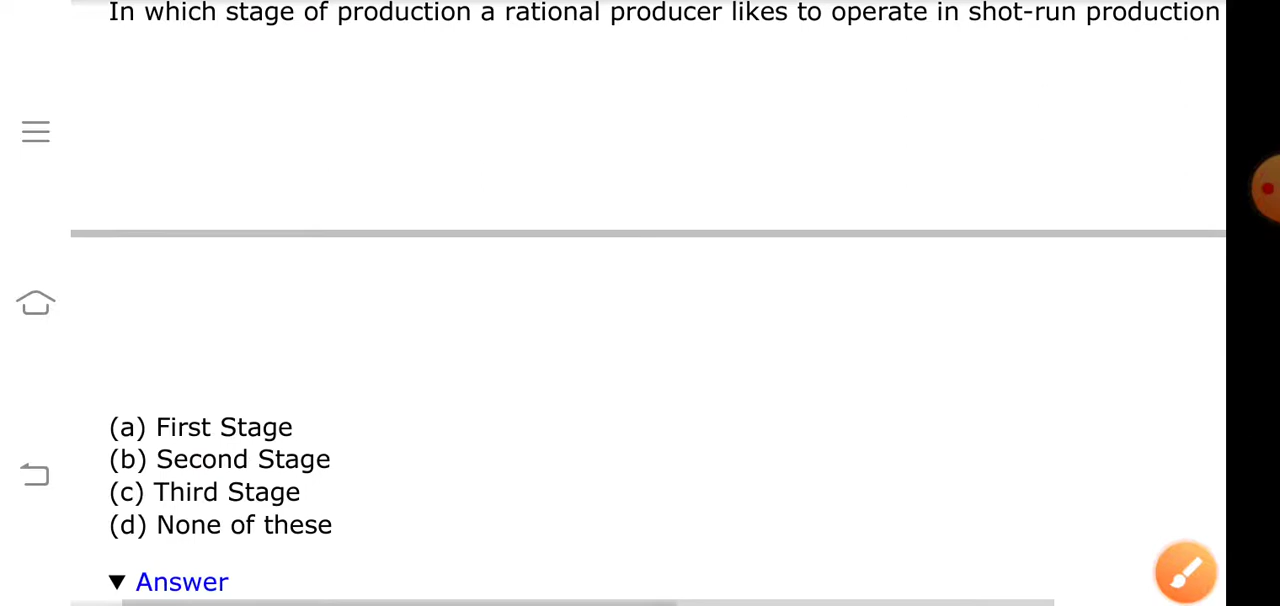 In which stage of production a rational producer likes to operate in shot-run production
(a) First Stage
(b) Second Stage
(c) Third Stage
(d) None of these
▼ Answer